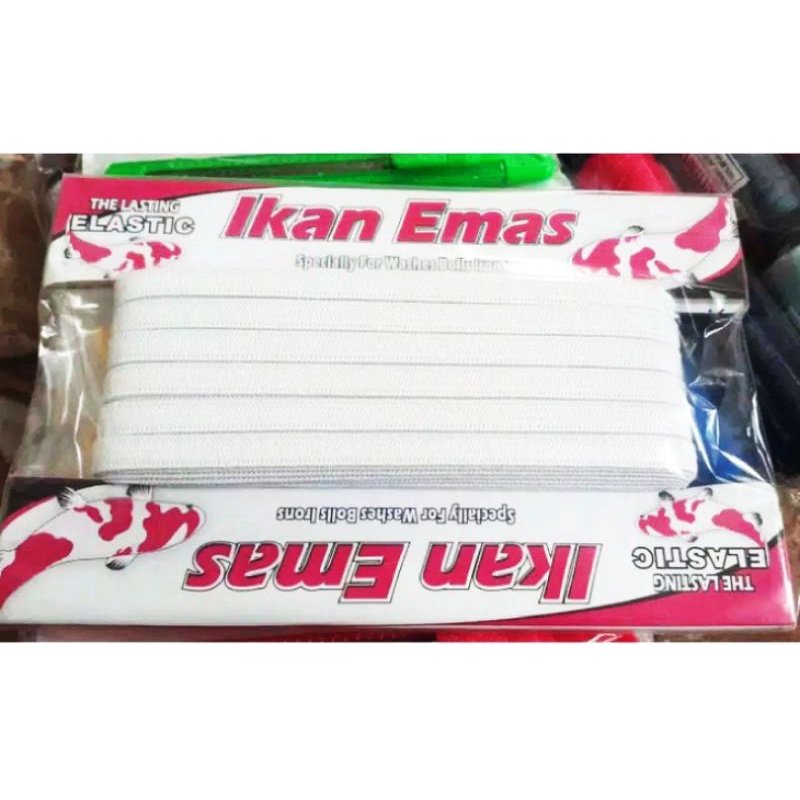 THE LASTING
ELASTIC
Ikan Emas
Specially For Washes Bolls Irons
Specially For Washes Bolls Irons
Ikan Emas
THE LASTING
ELASTIC